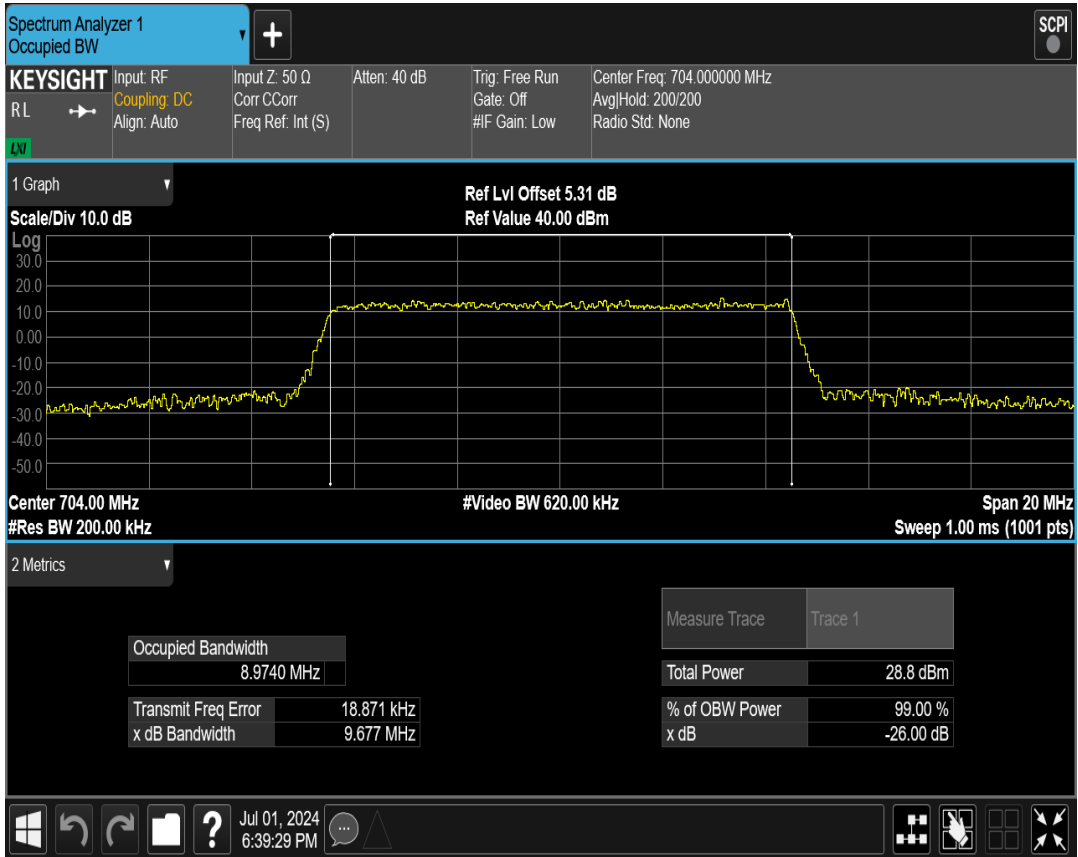 Spectrum Analyzer 1
Occupied BW
+
SCPI
KEYSIGHT
R L
LXI
Input: RF
Coupling: DC
Align: Auto
Input Z: 50 Ω
Corr CCorr
Freq Ref: Int (S)
Atten: 40 dB
Trig: Free Run
Gate: Off
#IF Gain: Low
Center Freq: 704.000000 MHz
Avg|Hold: 200/200
Radio Std: None
1 Graph
Scale/Div 10.0 dB
Ref Lvl Offset 5.31 dB
Ref Value 40.00 dBm
Log
30.0
20.0
10.0
0.00
-10.0
-20.0
-30.0
-40.0
-50.0
Center 704.00 MHz
#Video BW 620.00 kHz
Span 20 MHz
#Res BW 200.00 kHz
Sweep 1.00 ms (1001 pts)
2 Metrics
Measure Trace Trace 1
Occupied Bandwidth
8.9740 MHz
Total Power 28.8 dBm
Transmit Freq Error 18.871 kHz
% of OBW Power 99.00 %
x dB Bandwidth 9.677 MHz
x dB -26.00 dB
?
Jul 01, 2024
6:39:29 PM